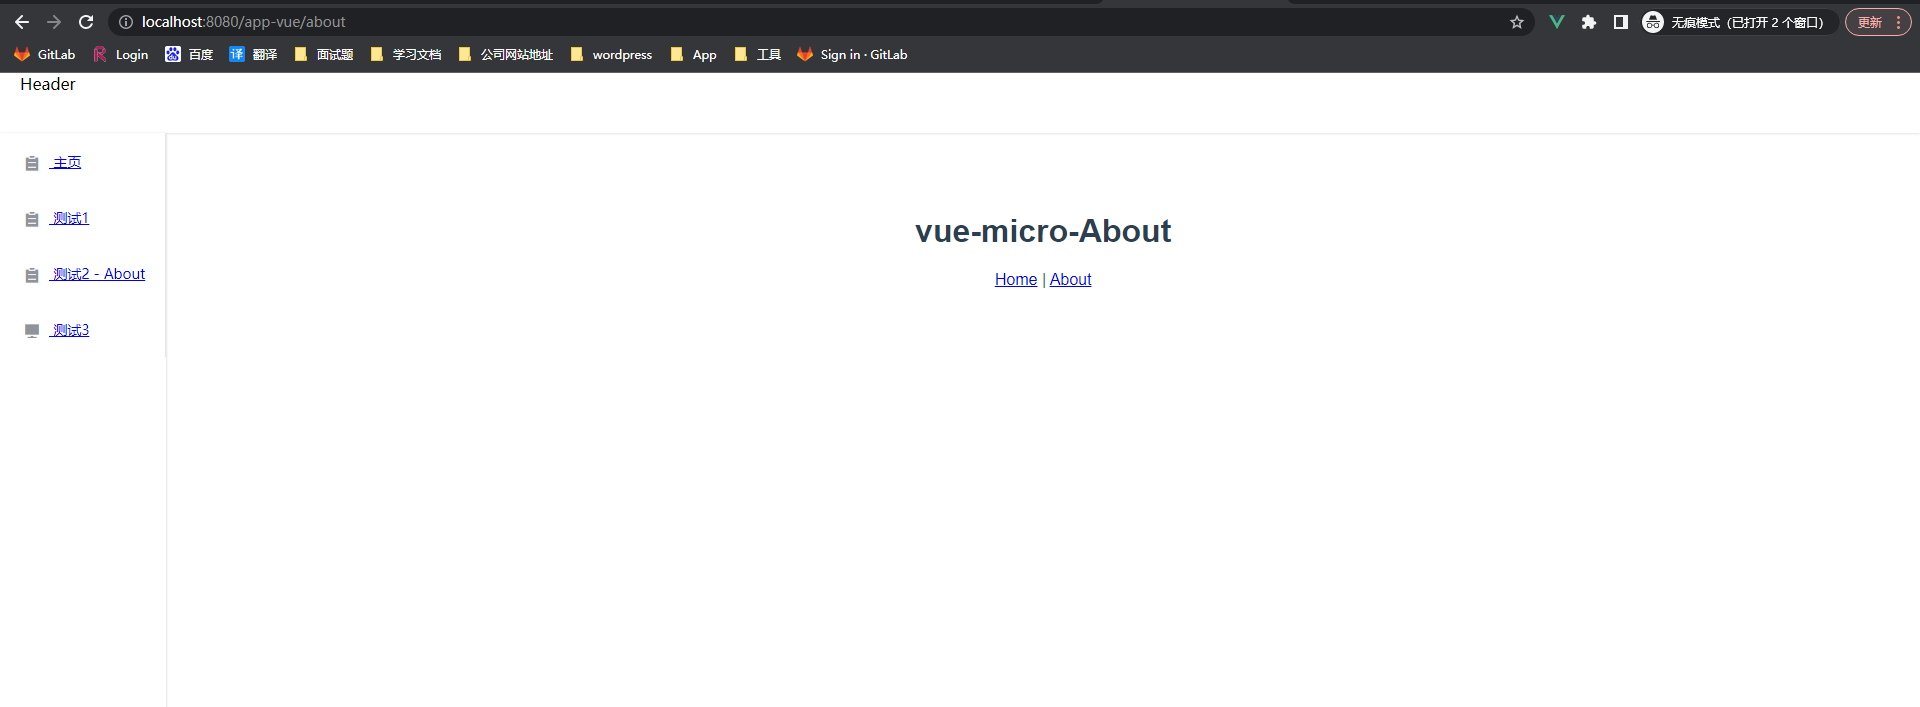 localhost:8080/app-vue/about 无痕模式（已打开 2 个窗口） 更新
GitLab Login 百度 译 翻译 面试题 学习文档 公司网站地址 wordpress App 工具 Sign in · GitLab
Header
主页
测试1
测试2 - About
测试3
vue-micro-About
Home | About